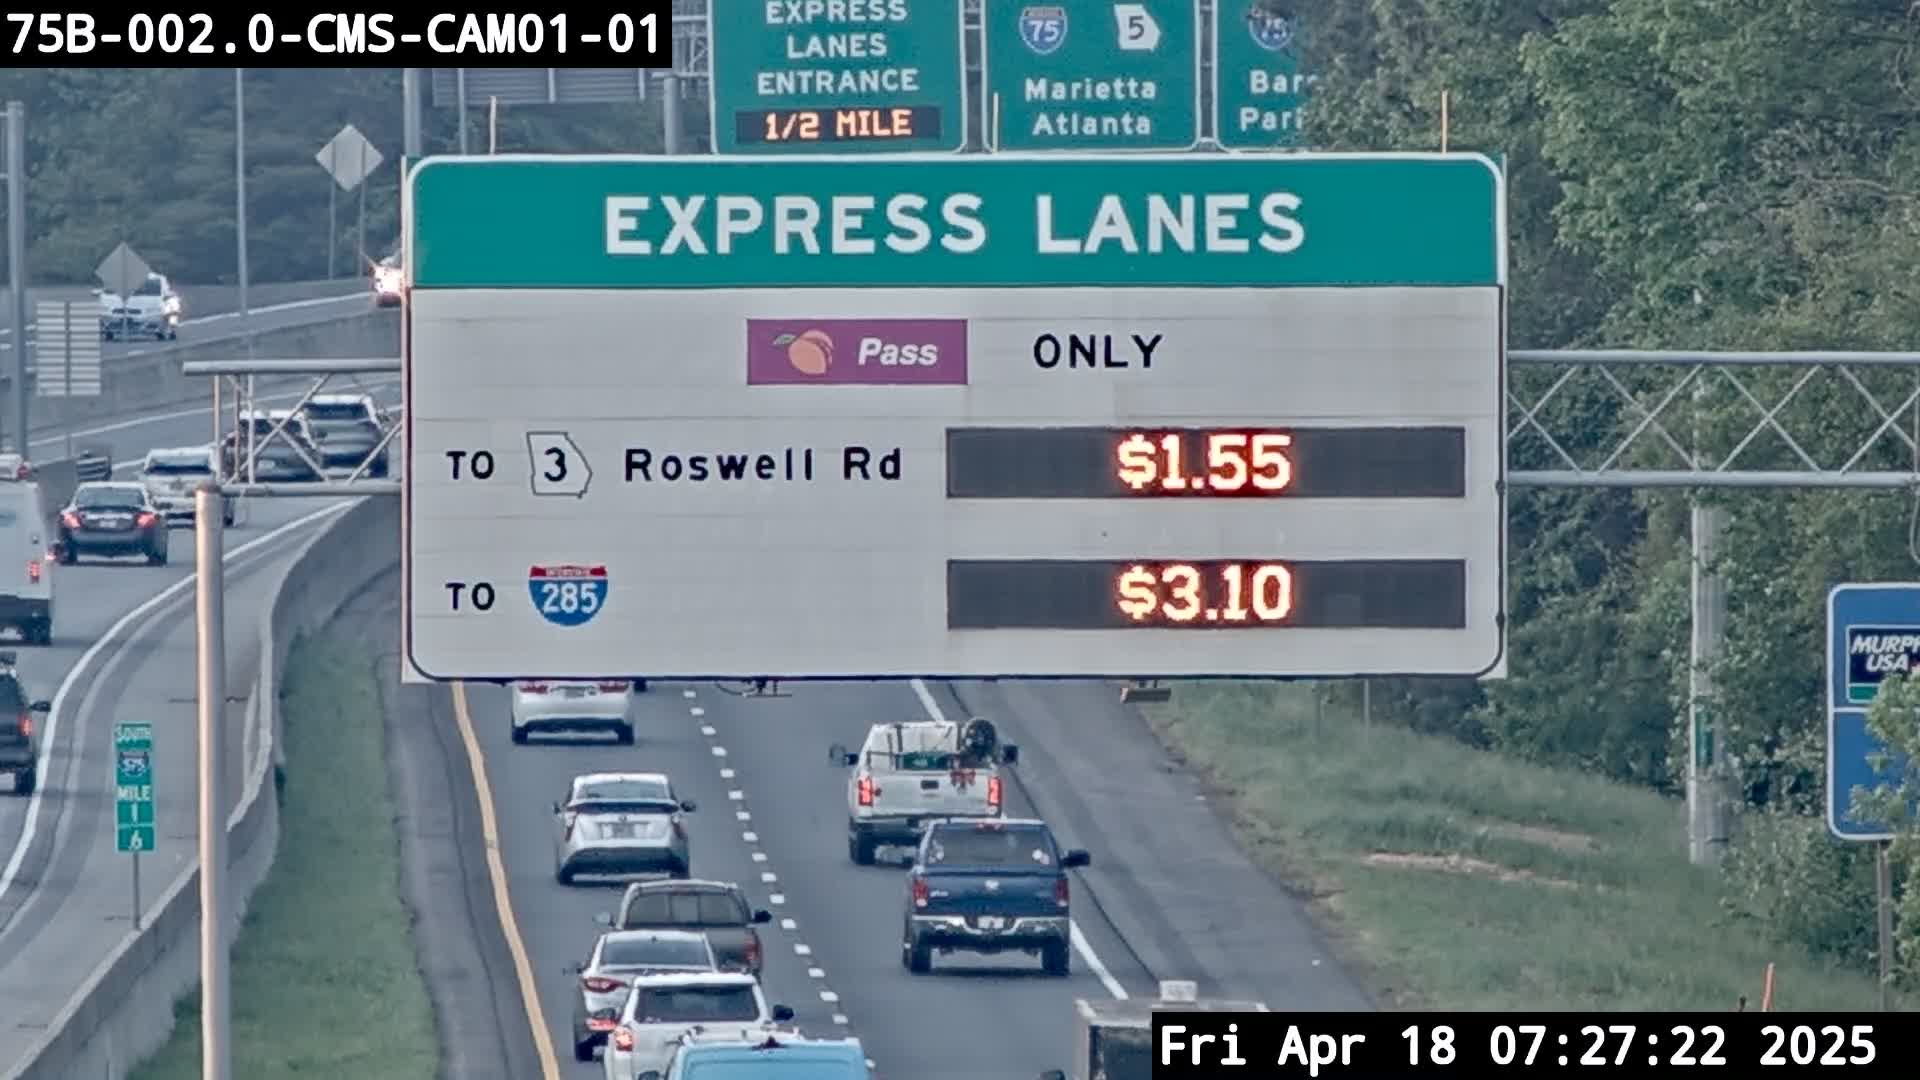 75B-002.0-CMS-CAM01-01
EXPRESS
LANES
ENTRANCE
1/2 MILE
75
5
Marietta
Atlanta
EXPRESS LANES
Pass ONLY
TO 3 Roswell Rd $1.55
TO INTERSTATE 285 $3.10
SOUTH
575
MILE
1
.6
USA
Fri Apr 18 07:27:22 2025